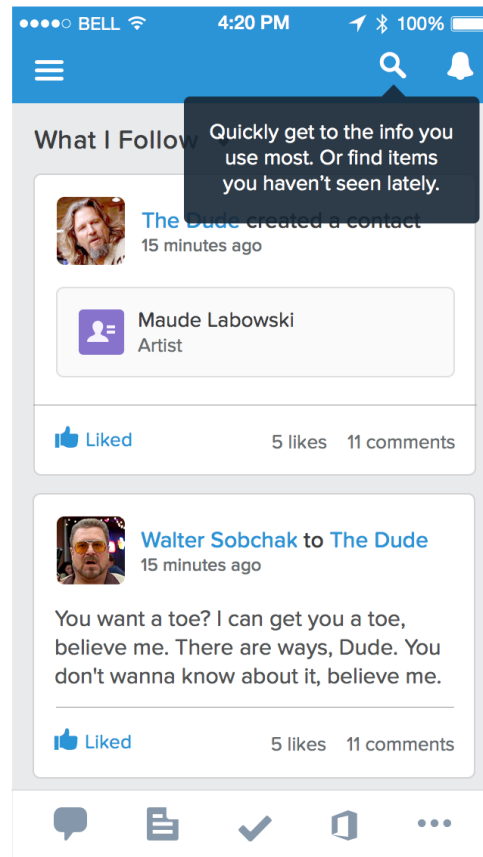 BELL 4:20 PM 100%
Quickly get to the info you
use most. Or find items
you haven’t seen lately.
What I Follow
The Dude created a contact
15 minutes ago
Maude Labowski
Artist
Liked 5 likes 11 comments
Walter Sobchak to The Dude
15 minutes ago
You want a toe? I can get you a toe,
believe me. There are ways, Dude. You
don't wanna know about it, believe me.
Liked 5 likes 11 comments